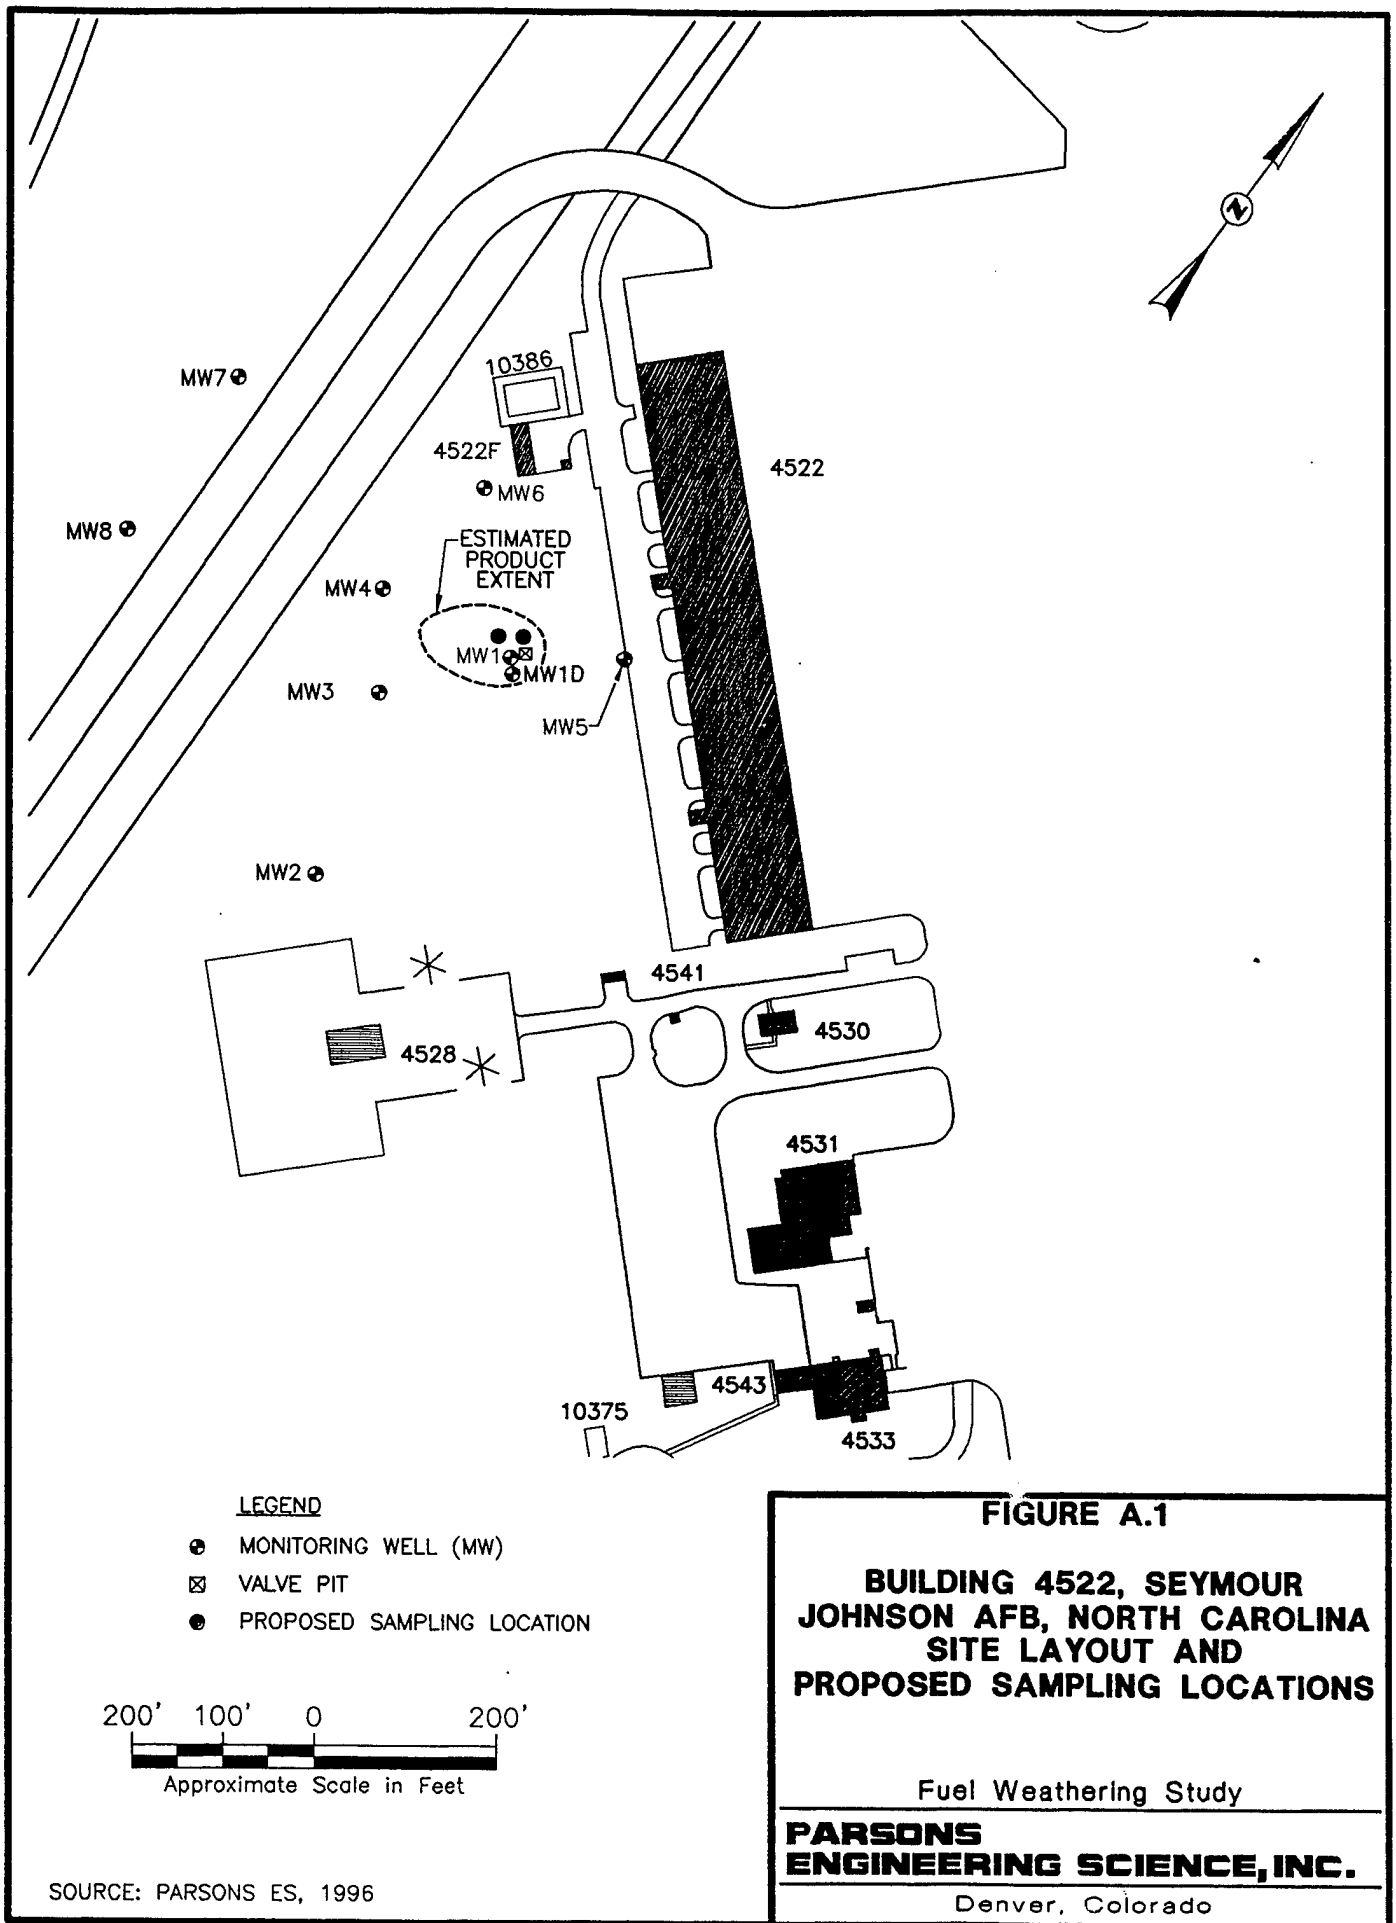 N
10386
MW7
4522F
4522
MW6
MW8
ESTIMATED
PRODUCT
EXTENT
MW4
MW1
MW1D
MW3
MW5
MW2
4541
4530
4528
4531
4543
10375
4533
LEGEND
MONITORING WELL (MW)
VALVE PIT
PROPOSED SAMPLING LOCATION
200' 100' 0 200'
Approximate Scale in Feet
SOURCE: PARSONS ES, 1996
FIGURE A.1
BUILDING 4522, SEYMOUR
JOHNSON AFB, NORTH CAROLINA
SITE LAYOUT AND
PROPOSED SAMPLING LOCATIONS
Fuel Weathering Study
PARSONS
ENGINEERING SCIENCE, INC.
Denver, Colorado